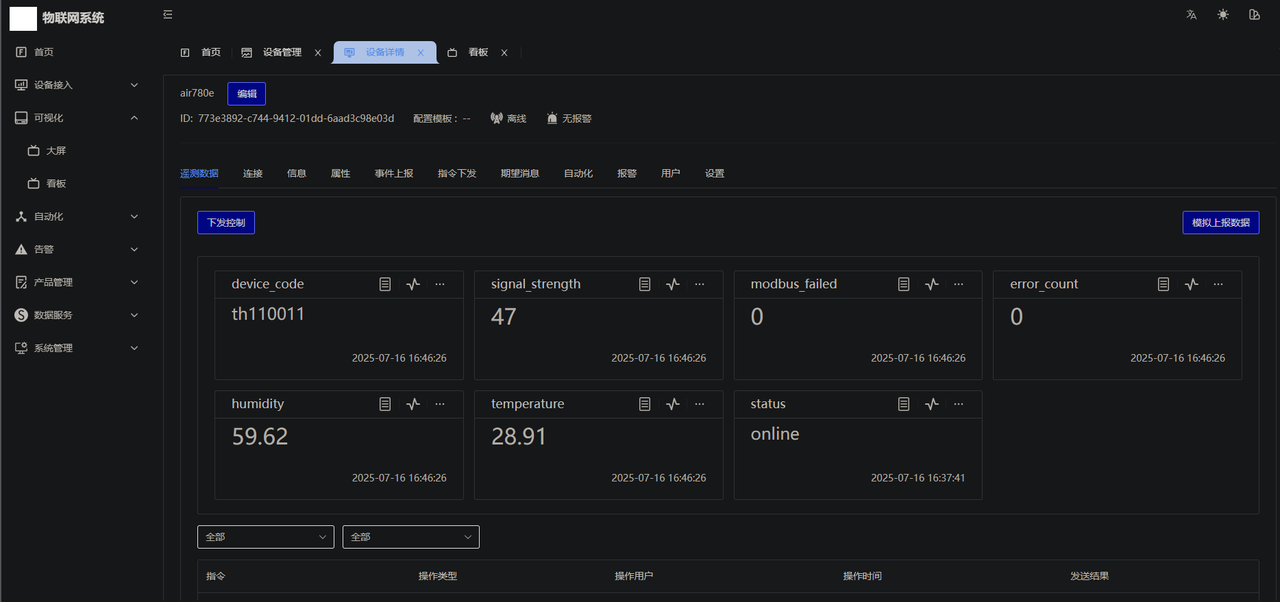 物联网系统
首页
设备接入
可视化
大屏
看板
自动化
告警
产品管理
数据服务
系统管理
首页 设备管理 × 设备详情 × 看板 ×
air780e 编辑
ID: 773e3892-c744-9412-01dd-6aad3c98e03d 配置模板： -- 离线 无报警
遥测数据 连接 信息 属性 事件上报 指令下发 期望消息 自动化 报警 用户 设置
下发控制 模拟上报数据
device_code ··· signal_strength ··· modbus_failed ··· error_count ···
th110011 47 0 0
2025-07-16 16:46:26 2025-07-16 16:46:26 2025-07-16 16:46:26 2025-07-16 16:46:26
humidity ··· temperature ··· status ···
59.62 28.91 online
2025-07-16 16:46:26 2025-07-16 16:46:26 2025-07-16 16:37:41
全部 全部
指令 操作类型 操作用户 操作时间 发送结果